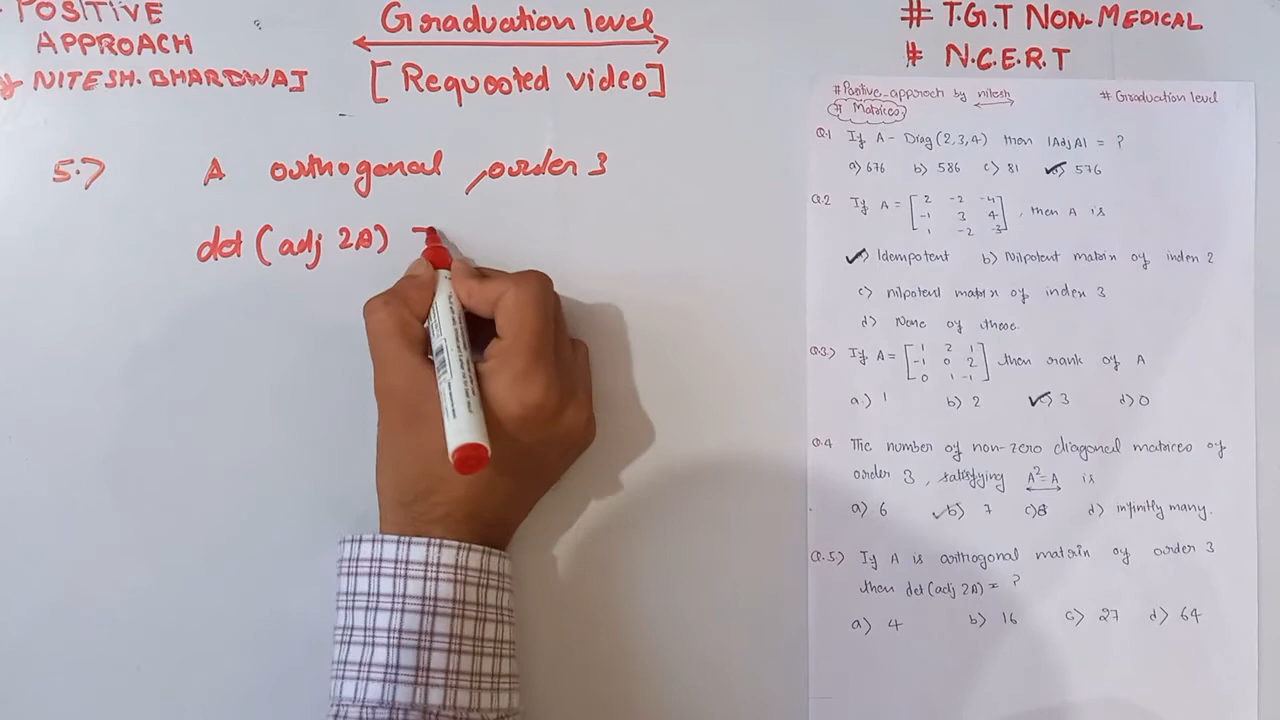 POSITIVE
APPROACH
NITESH BHARDWAJ
Graduation level
[Requested video]
# T.G.T NON-MEDICAL
# N.C.E.R.T
5.7 A orthogonal, order 3
det (adj 2A) =
#Positive-approach by nitesh #Graduation level
# Matrices
Q.1 If A - Diag (2,3,4) then |Adj A| = ?
a) 676 b) 586 c) 81 d) 576
Q.2 If A = [ 2 -2 -4
-1 3 4
1 -2 -3 ], then A is
Idempotent b) Nilpotent matrix of index 2
c) nilpotent matrix of index 3
d) None of these.
Q.3) If A = [ 1 2 1
-1 0 2
0 1 -1 ] then rank of A
a.) 1 b) 2 c) 3 d) 0
Q.4 The number of non-zero diagonal matrices of
order 3, satisfying A²=A is
a) 6 b) 7 c) 8 d) infinitly many.
Q.5) If A is orthogonal matrix of order 3
then det (adj 2A) = ?
a) 4 b) 16 c) 27 d) 64